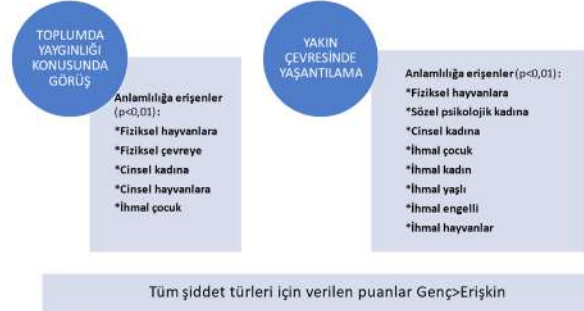 TOPLUMDA
YAYGINLIĞI
KONUSUNDA
GÖRÜŞ
Anlamlılığa erişenler
(p<0,01):
*Fiziksel hayvanlara
*Fiziksel çevreye
*Cinsel kadına
*Cinsel hayvanlara
*İhmal çocuk
YAKIN
ÇEVRESİNDE
YAŞANTILAMA
Anlamlılığa erişenler (p<0,01):
*Fiziksel hayvanlara
*Sözel psikolojik kadına
*Cinsel kadına
*İhmal çocuk
*İhmal kadın
*İhmal yaşlı
*İhmal engelli
*İhmal hayvanlar
Tüm şiddet türleri için verilen puanlar Genç>Erişkin